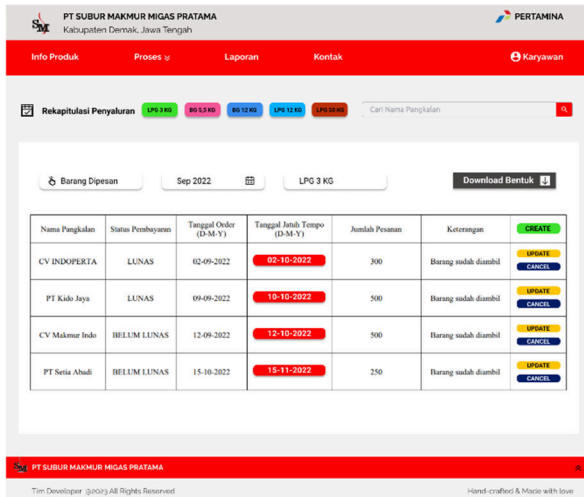 SM PT SUBUR MAKMUR MIGAS PRATAMA
Kabupaten Demak, Jawa Tengah
PERTAMINA
Info Produk Proses Laporan Kontak Karyawan
Rekapitulasi Penyaluran LPG 3 KG BG 5,5 KG BG 12 KG LPG 12 KG LPG 50 KG Cari Nama Pangkalan
Barang Dipesan Sep 2022 LPG 3 KG Download Bentuk
Nama Pangkalan Status Pembayaran Tanggal Order (D-M-Y) Tanggal Jatuh Tempo (D-M-Y) Jumlah Pesanan Keterangan CREATE
CV INDOPERTA LUNAS 02-09-2022 02-10-2022 300 Barang sudah diambil UPDATE CANCEL
PT Kido Jaya LUNAS 09-09-2022 10-10-2022 500 Barang sudah diambil UPDATE CANCEL
CV Makmur Indo BELUM LUNAS 12-09-2022 12-10-2022 500 Barang sudah diambil UPDATE CANCEL
PT Setia Abadi BELUM LUNAS 15-10-2022 15-11-2022 250 Barang sudah diambil UPDATE CANCEL
SM PT SUBUR MAKMUR MIGAS PRATAMA
Tim Developer @2023 All Rights Reserved Hand-crafted & Made with love